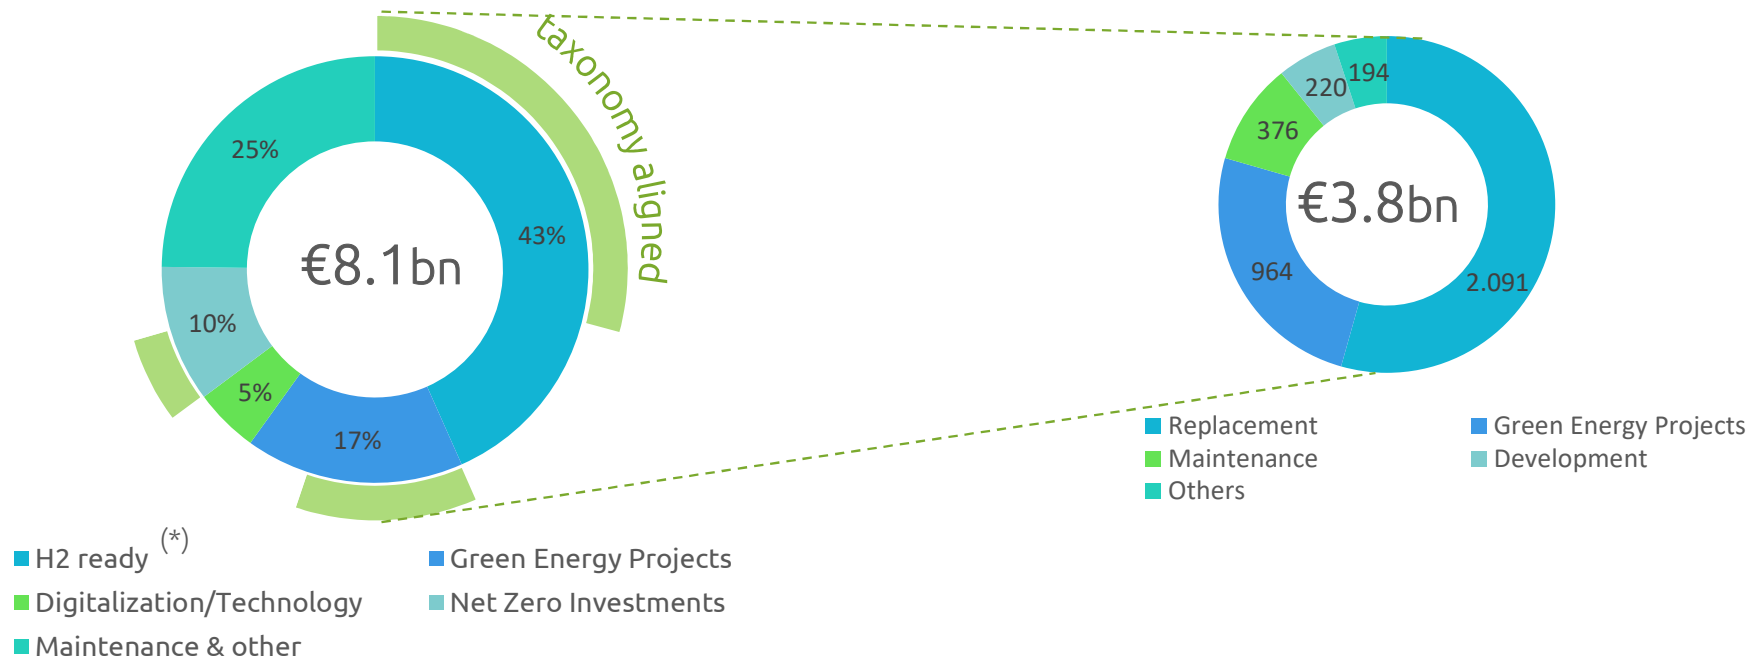 taxonomy aligned
25%
43%
10%
5%
17%
€8.1bn
H2 ready (*)
Green Energy Projects
Digitalization/Technology
Net Zero Investments
Maintenance & other
194
220
376
964
2.091
€3.8bn
Replacement
Green Energy Projects
Maintenance
Development
Others